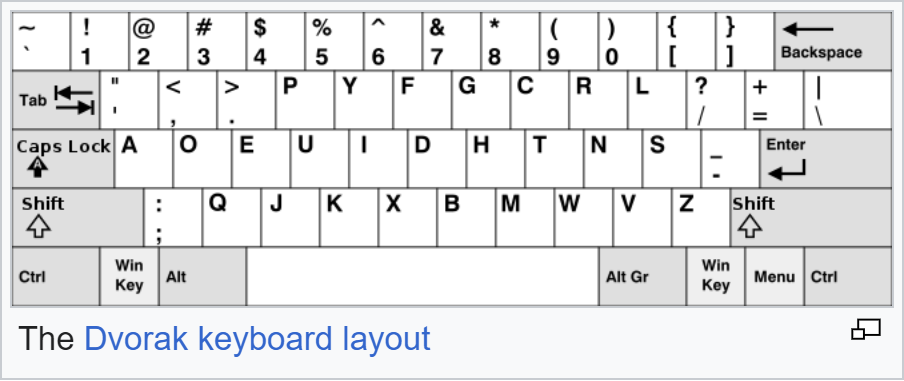 ~ ! @ # $ % ^ & * ( ) { }
` 1 2 3 4 5 6 7 8 9 0 [ ] Backspace
Tab " < > P Y F G C R L ? + |
' , . / = \
Caps Lock A O E U I D H T N S _ Enter
A -
Shift : Q J K X B M W V Z Shift
;
Ctrl Win Key Alt Alt Gr Win Key Menu Ctrl
The Dvorak keyboard layout